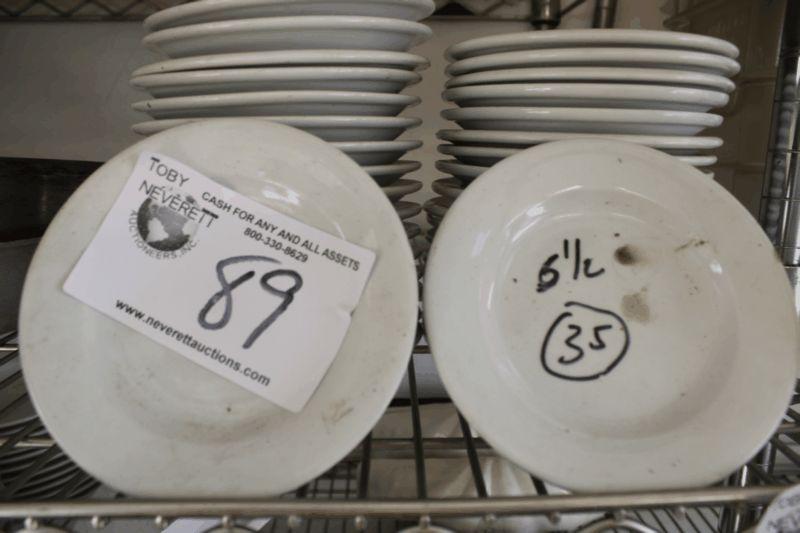 TOBY
NEVERETT
AUCTIONEERS, INC.
CASH FOR ANY AND ALL ASSETS
800-330-8629
89
www.neverettauctions.com
6 1/2
35